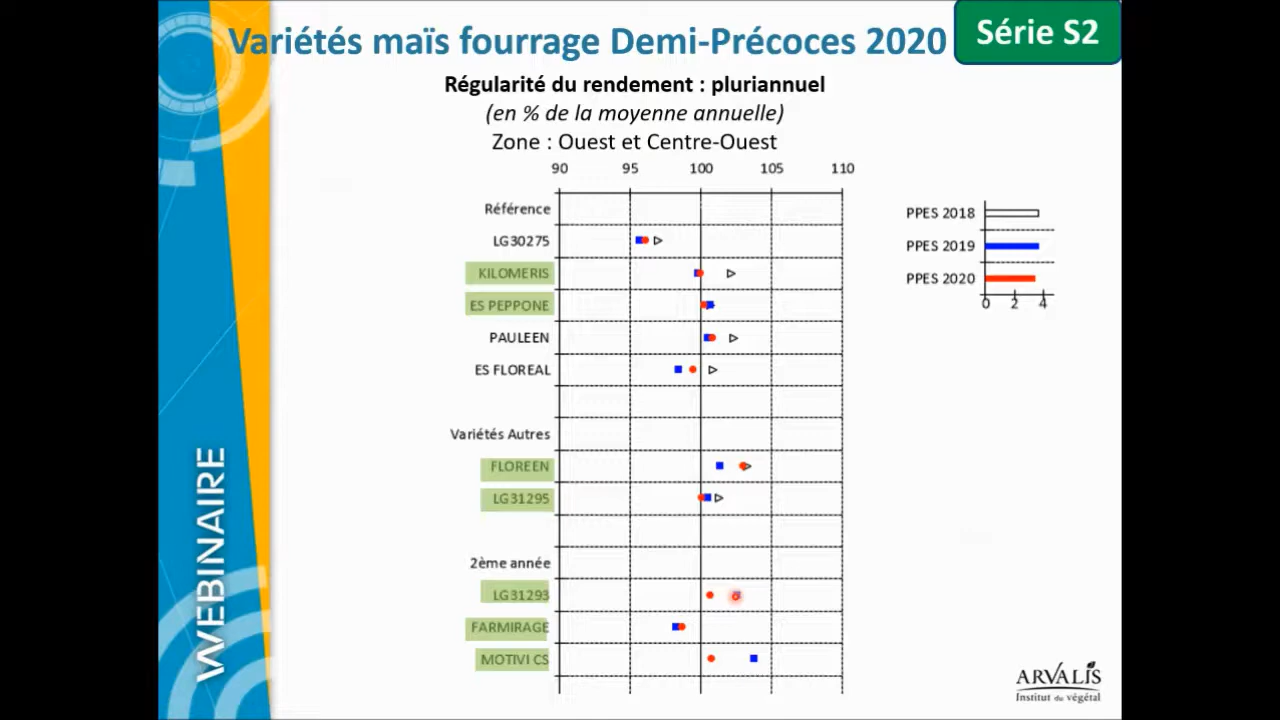 Variétés maïs fourrage Demi-Précoces 2020
Série S2
Régularité du rendement : pluriannuel
(en % de la moyenne annuelle)
Zone : Ouest et Centre-Ouest
90 95 100 105 110
Référence
LG30275
KILOMERIS
ES PEPPONE
PAULEEN
ES FLOREAL
Variétés Autres
FLOREEN
LG31295
2ème année
LG31293
FARMIRAGE
MOTIVI CS
PPES 2018
PPES 2019
PPES 2020
0 2 4
WEBINAIRE
ARVALIS
Institut du végétal